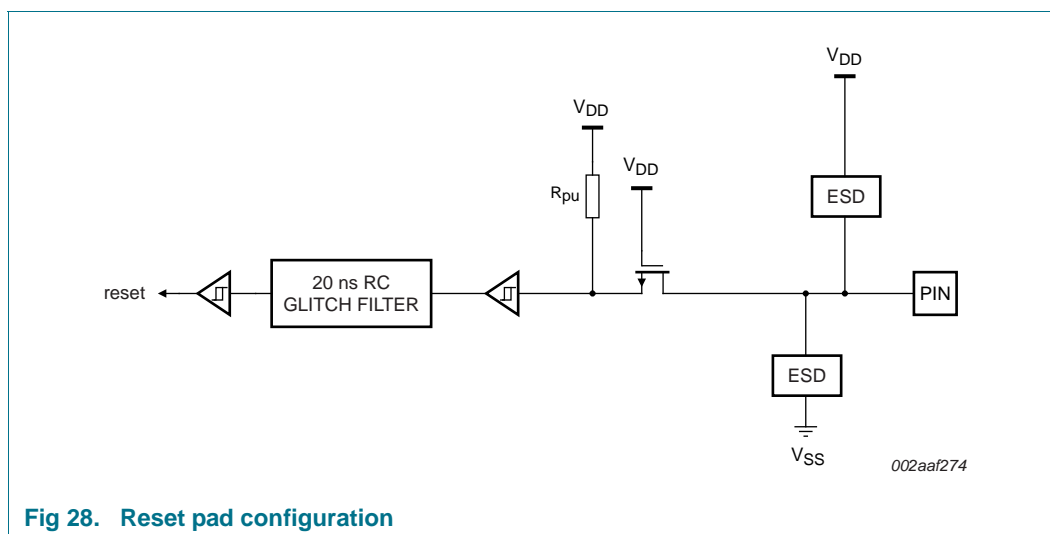 VDD
VDD
VDD
Rpu
ESD
reset
20 ns RC
GLITCH FILTER
PIN
ESD
VSS
002aaf274
Fig 28. Reset pad configuration